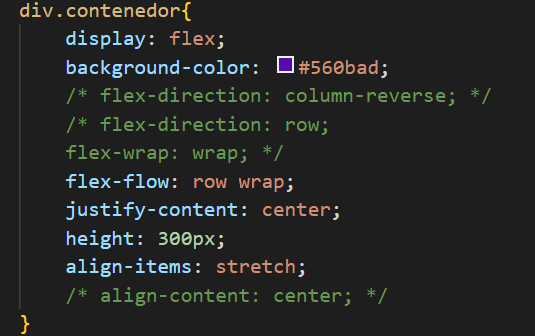 div.contenedor{
display: flex;
background-color: #560bad;
/* flex-direction: column-reverse; */
/* flex-direction: row;
flex-wrap: wrap; */
flex-flow: row wrap;
justify-content: center;
height: 300px;
align-items: stretch;
/* align-content: center; */
}